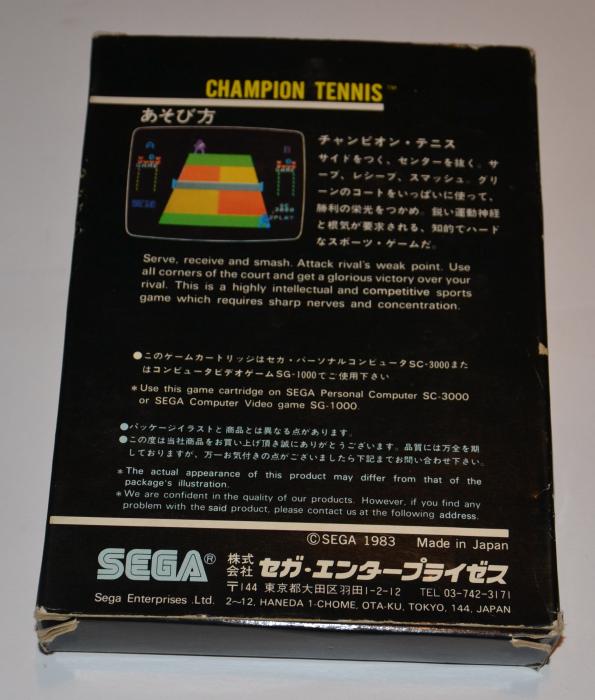 CHAMPION TENNIS™
あそび方
チャンピオン・テニス
サイドをつく、センターを抜く。サ
ーブ、レシーブ、スマッシュ。グリ
ーンのコートをいっぱいに使って、
勝利の栄光をつかめ。鋭い運動神経
と根気が要求される、知的でハード
なスポーツ・ゲームだ。
Serve, receive and smash. Attack rival's weak point. Use
all corners of the court and get a glorious victory over your
rival. This is a highly intellectual and competitive sports
game which requires sharp nerves and concentration.
●このゲームカートリッジはセガ・パーソナルコンピュータSC-3000また
はコンピュータビデオゲームSG-1000でご使用下さい
*Use this game cartridge on SEGA Personal Computer SC-3000
or SEGA Computer Video game SG-1000.
●パッケージイラストと商品とは異なる点があります。
●この度は当社商品をお買い上げ頂き誠にありがとうございます。品質には万全を期
しておりますが、万一お気付きの点がございましたら下記までお問い合わせ下さい。
*The actual appearance of this product may differ from that of the
package's illustration.
*We are confident in the quality of our products. However, if you find any
problem with the said product, please contact us at the following address.
©SEGA 1983 Made in Japan
SEGA® 株式会社 セガ・エンタープライゼス
〒144 東京都大田区羽田1-2-12 TEL 03-742-3171
Sega Enterprises .Ltd. 2~12, HANEDA 1-CHOME, OTA-KU, TOKYO, 144, JAPAN